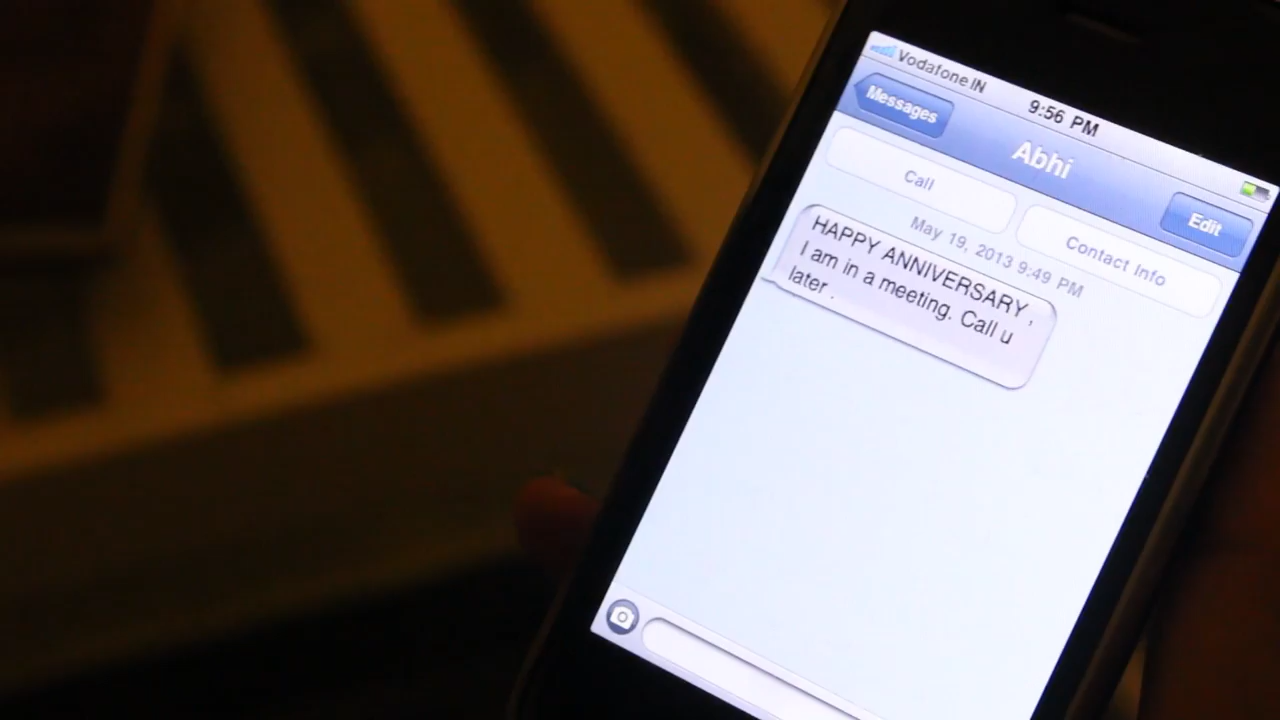 Vodafone IN
9:56 PM
Messages
Abhi
Edit
Call
Contact Info
May 19, 2013 9:49 PM
HAPPY ANNIVERSARY ,
I am in a meeting. Call u
later .